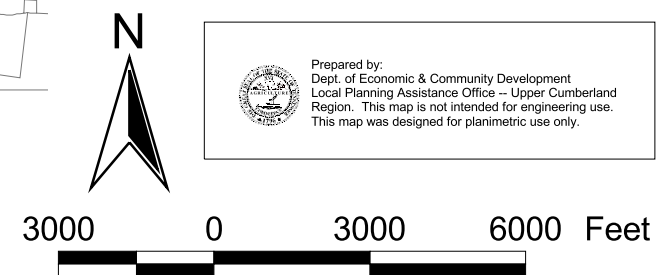 N
Prepared by:
Dept. of Economic & Community Development
Local Planning Assistance Office -- Upper Cumberland
Region.  This map is not intended for engineering use.
This map was designed for planimetric use only.
AGRICULTURE
3000 0 3000 6000 Feet